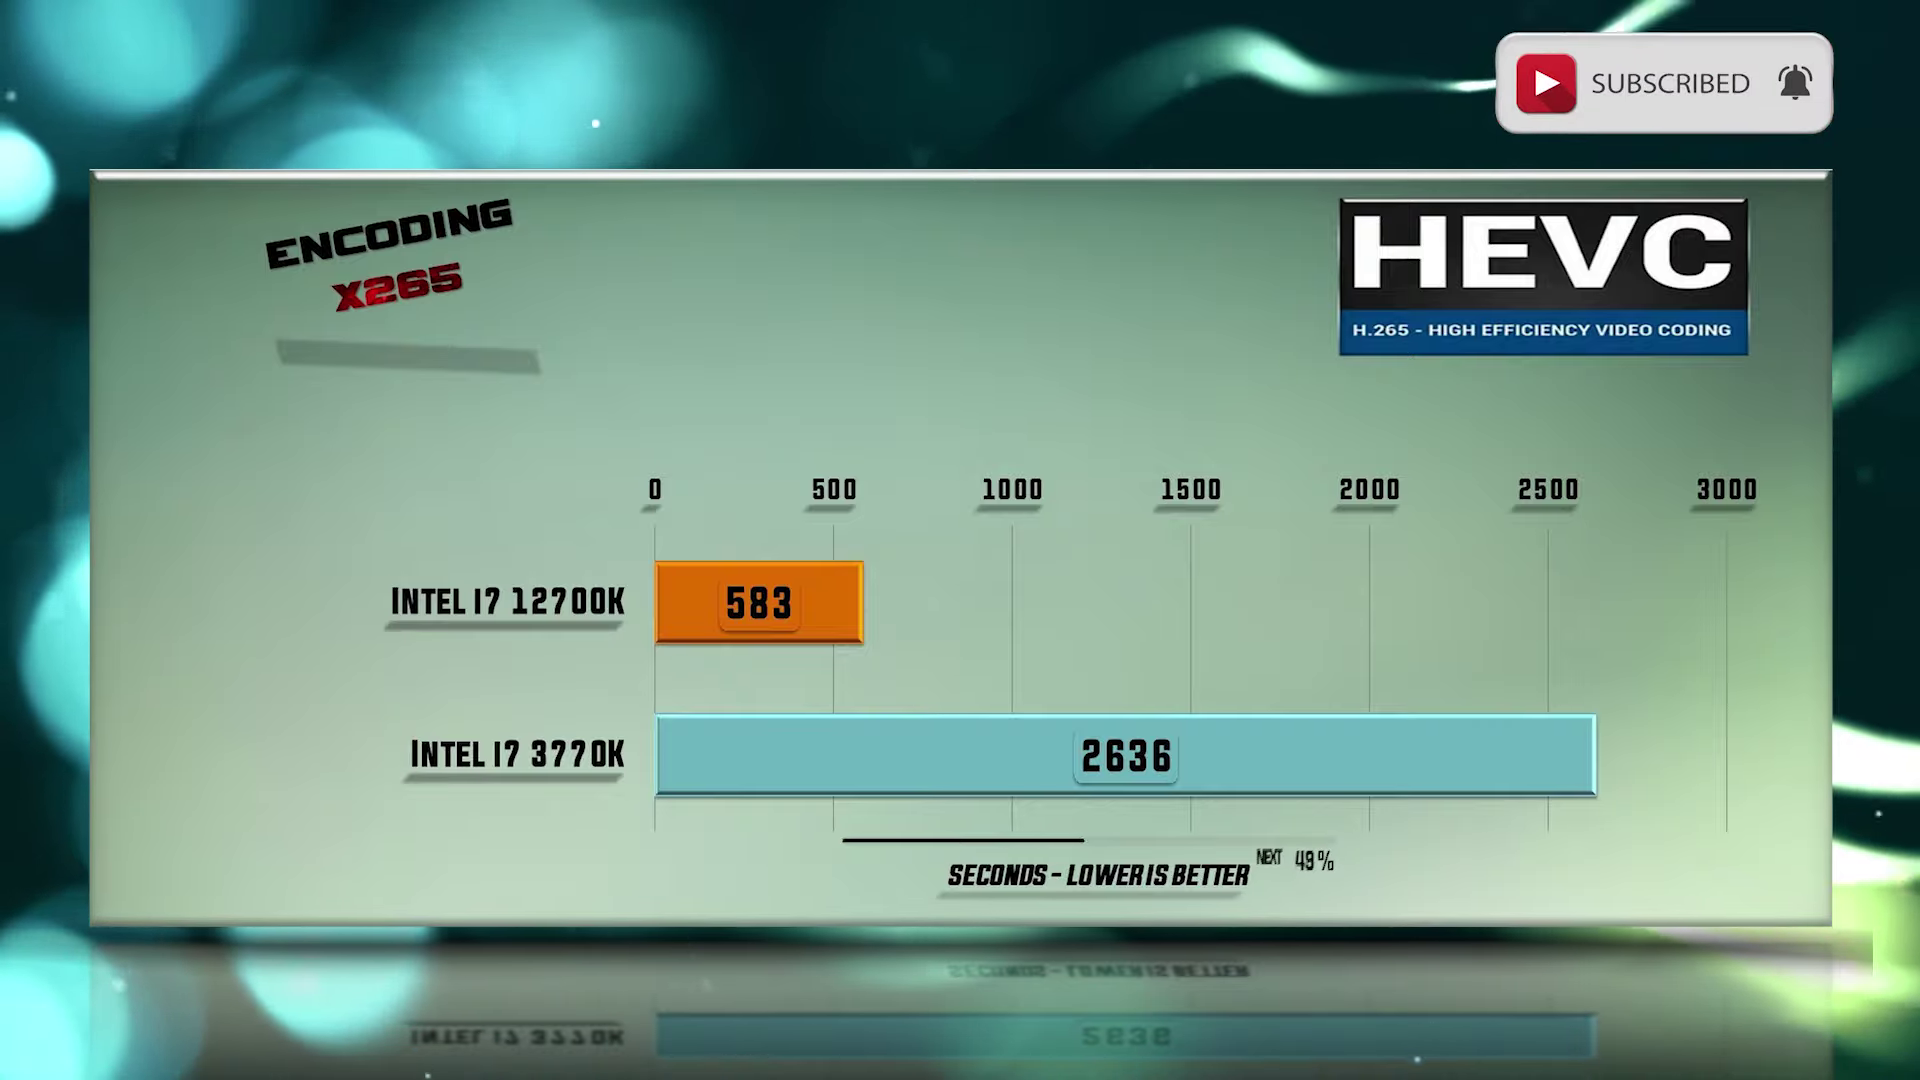 SUBSCRIBED
ENCODING
X265
HEVC
H.265 - HIGH EFFICIENCY VIDEO CODING
0 500 1000 1500 2000 2500 3000
INTEL I7 12700K 583
INTEL I7 3770K 2636
NEXT 49%
SECONDS - LOWER IS BETTER